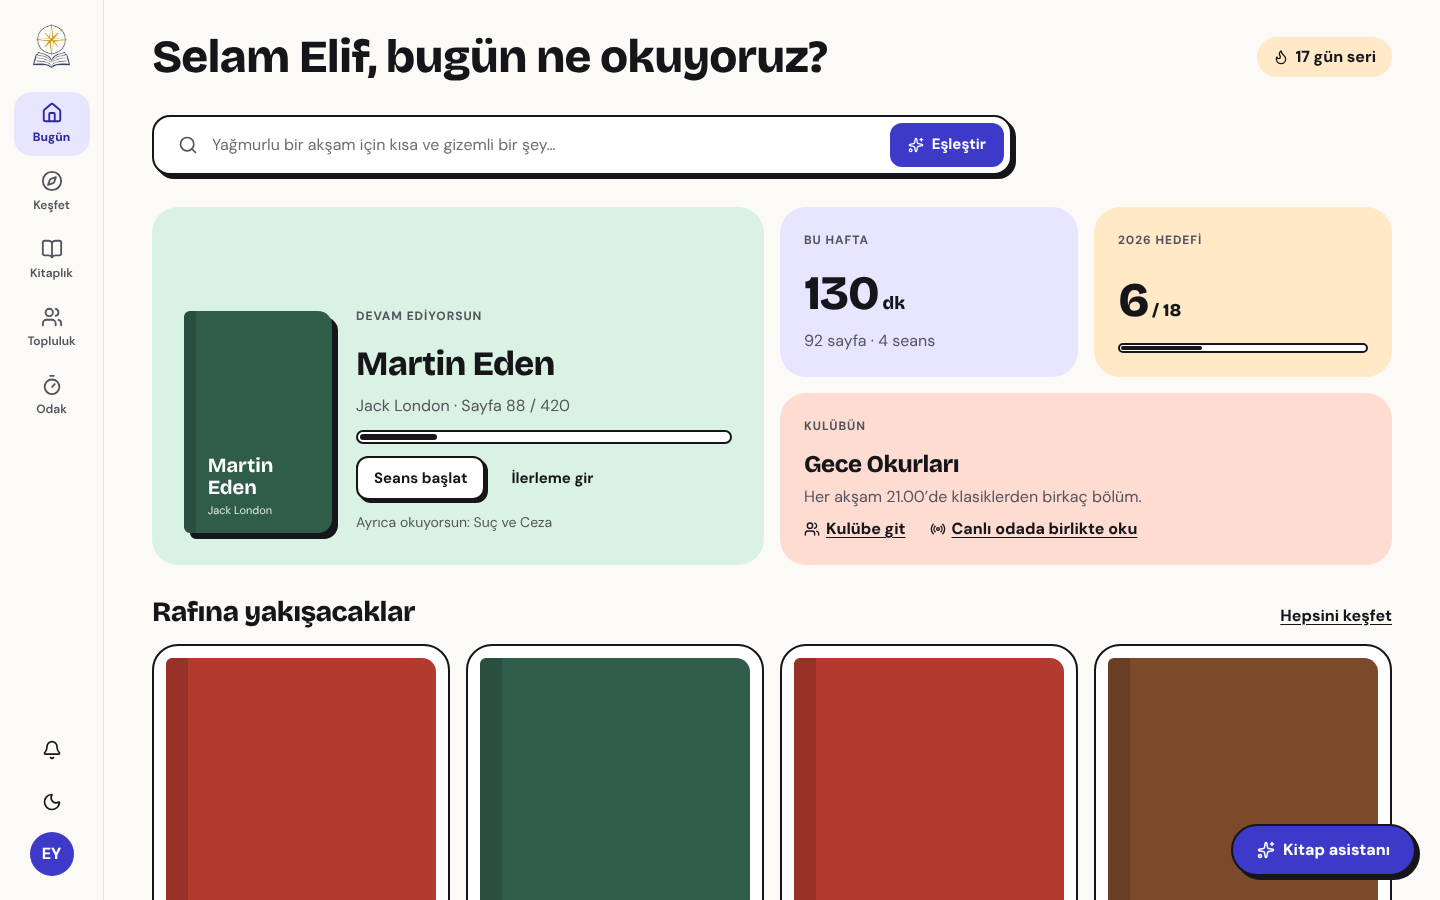 Selam Elif, bugün ne okuyoruz?
17 gün seri
Bugün
Keşfet
Kitaplık
Topluluk
Odak
EY
Yağmurlu bir akşam için kısa ve gizemli bir şey...
Eşleştir
Martin
Eden
Jack London
DEVAM EDİYORSUN
Martin Eden
Jack London · Sayfa 88 / 420
Seans başlat
İlerleme gir
Ayrıca okuyorsun: Suç ve Ceza
BU HAFTA
130 dk
92 sayfa · 4 seans
2026 HEDEFİ
6 / 18
KULÜBÜN
Gece Okurları
Her akşam 21.00’de klasiklerden birkaç bölüm.
Kulübe git
Canlı odada birlikte oku
Rafına yakışacaklar
Hepsini keşfet
Kitap asistanı